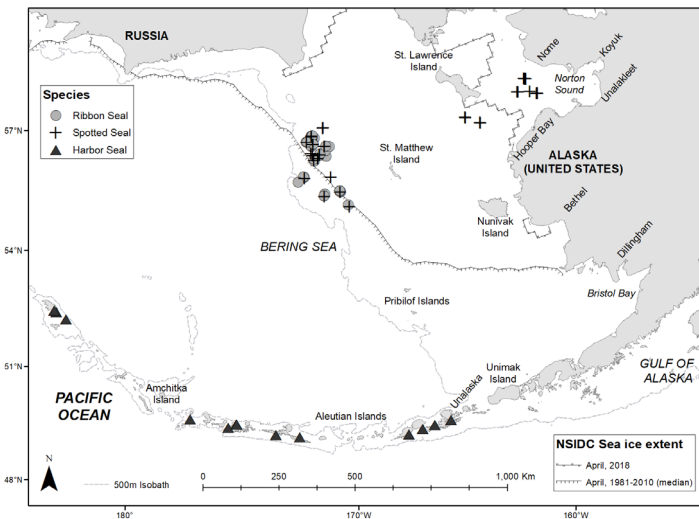 RUSSIA
St. Lawrence
Island
Nome
Koyuk
Norton
Sound
Unalakleet
Species
Ribbon Seal
Spotted Seal
Harbor Seal
57°N
St. Matthew
Island
Hooper Bay
ALASKA
(UNITED STATES)
Bethel
Nunivak
Island
Dillingham
BERING SEA
54°N
Bristol Bay
Pribilof Islands
51°N
Unimak
Island
GULF OF
ALASKA
Amchitka
Island
PACIFIC
OCEAN
Aleutian Islands
Unalaska
NSIDC Sea ice extent
April, 2018
April, 1981-2010 (median)
N
500m Isobath
0 250 500 1,000 Km
48°N
180°
170°W
160°W